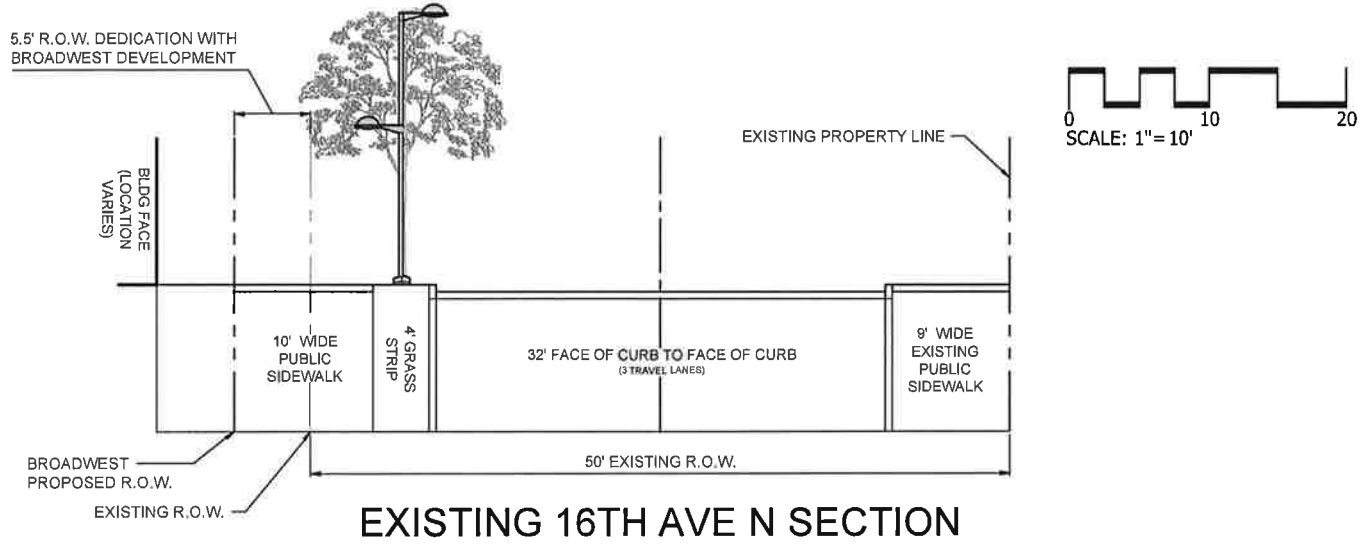 5.5' R.O.W. DEDICATION WITH
BROADWEST DEVELOPMENT
EXISTING PROPERTY LINE
0 10 20
SCALE: 1"=10'
BLDG FACE
(LOCATION
VARIES)
10' WIDE
PUBLIC
SIDEWALK
4' GRASS
STRIP
32' FACE OF CURB TO FACE OF CURB
(3 TRAVEL LANES)
9' WIDE
EXISTING
PUBLIC
SIDEWALK
BROADWEST
PROPOSED R.O.W.
EXISTING R.O.W.
50' EXISTING R.O.W.
EXISTING 16TH AVE N SECTION